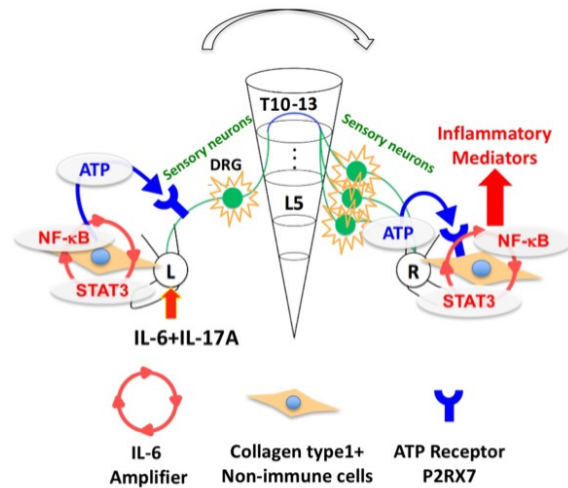 T10-13
Sensory neurons
Sensory neurons
Inflammatory
Mediators
DRG
ATP
L5
ATP
NF-κB
NF-κB
L
R
STAT3
STAT3
IL-6+IL-17A
IL-6
Amplifier
Collagen type1+
Non-immune cells
ATP Receptor
P2RX7